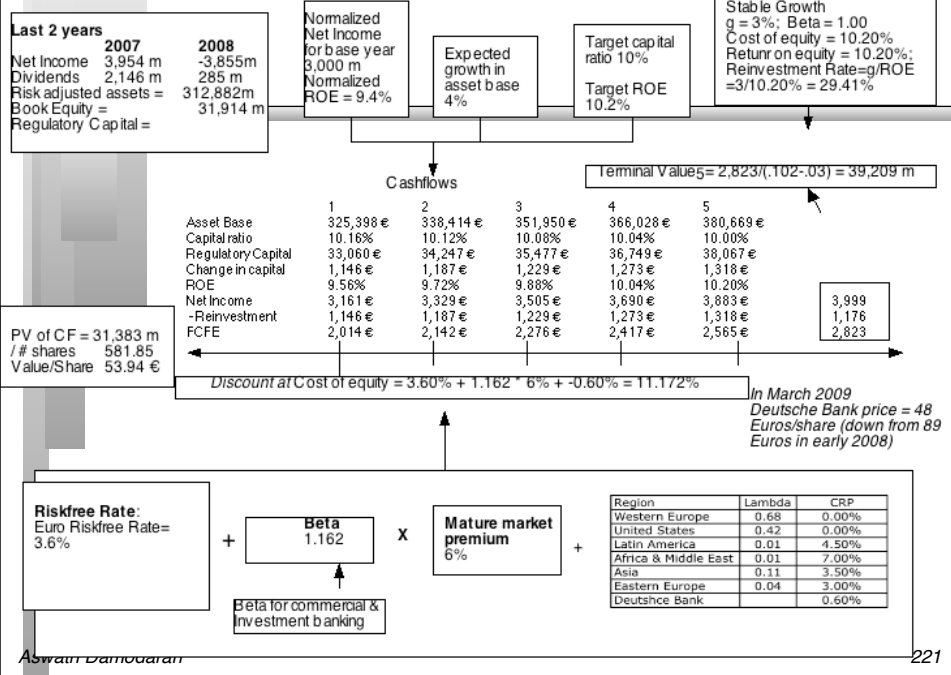 Last 2 years
2007 2008
Net Income 3,954 m -3,855m
Dividends 2,146 m 285 m
Risk adjusted assets = 312,882m
Book Equity = 31,914 m
Regulatory Capital =
Normalized
Net Income
for base year
3,000 m
Normalized
ROE = 9.4%
Expected
growth in
asset base
4%
Target capital
ratio 10%
Target ROE
10.2%
Stable Growth
g = 3%; Beta = 1.00
Cost of equity = 10.20%
Retunr on equity = 10.20%;
Reinvestment Rate=g/ROE
=3/10.20% = 29.41%
Cashflows
Terminal Value5= 2,823/(.102-.03) = 39,209 m
1 2 3 4 5
Asset Base 325,398 € 338,414 € 351,950 € 366,028 € 380,669 €
Capital ratio 10.16% 10.12% 10.08% 10.04% 10.00%
Regulatory Capital 33,060 € 34,247 € 35,477 € 36,749 € 38,067 €
Change in capital 1,146 € 1,187 € 1,229 € 1,273 € 1,318 €
ROE 9.56% 9.72% 9.88% 10.04% 10.20%
Net Income 3,161 € 3,329 € 3,505 € 3,690 € 3,883 € 3,999
-Reinvestment 1,146 € 1,187 € 1,229 € 1,273 € 1,318 € 1,176
FCFE 2,014 € 2,142 € 2,276 € 2,417 € 2,565 € 2,823
PV of CF = 31,383 m
/ # shares 581.85
Value/Share 53.94 €
Discount at Cost of equity = 3.60% + 1.162 * 6% + -0.60% = 11.172%
In March 2009
Deutsche Bank price = 48
Euros/share (down from 89
Euros in early 2008)
Riskfree Rate:
Euro Riskfree Rate=
3.6%
+
Beta
1.162
X
Mature market
premium
6%
+
Beta for commercial &
Investment banking
Region Lambda CRP
Western Europe 0.68 0.00%
United States 0.42 0.00%
Latin America 0.01 4.50%
Africa & Middle East 0.01 7.00%
Asia 0.11 3.50%
Eastern Europe 0.04 3.00%
Deutshce Bank 0.60%
Aswath Damodaran
221